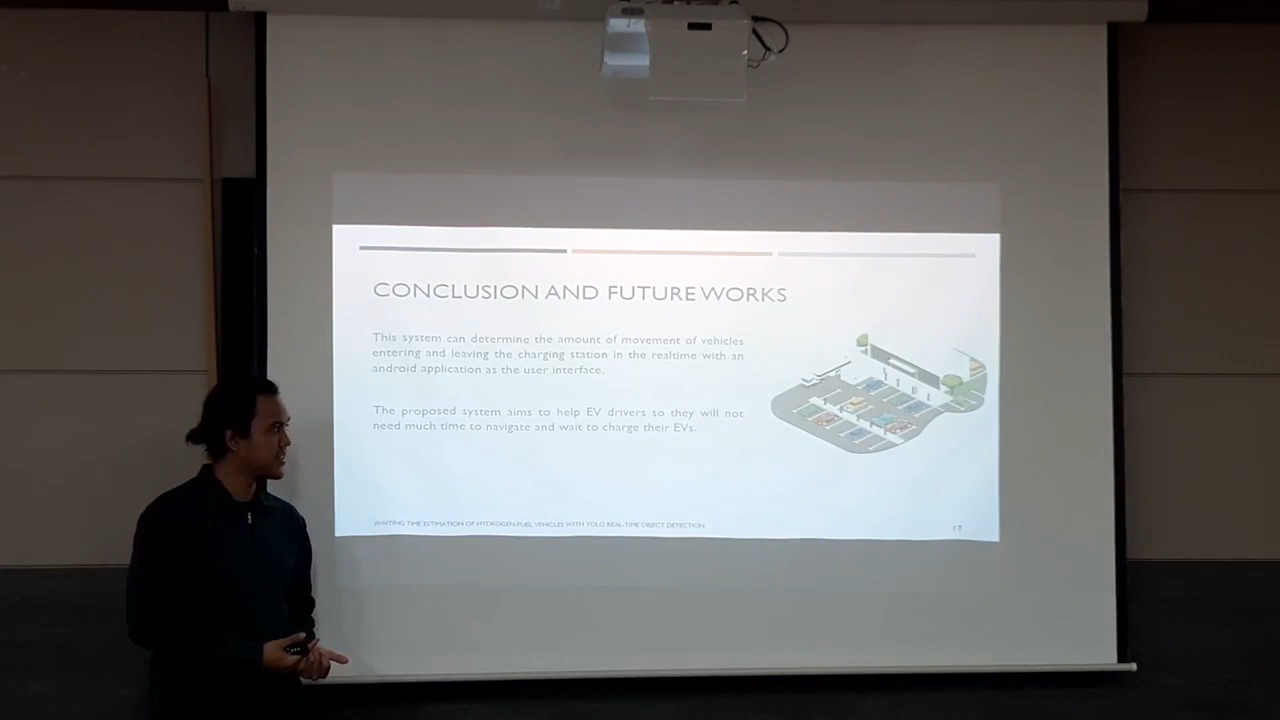 CONCLUSION AND FUTURE WORKS
This system can determine the amount of movement of vehicles
entering and leaving the charging station in the realtime with an
android application as the user interface.
The proposed system aims to help EV drivers so they will not
need much time to navigate and wait to charge their EVs.
WAITING TIME ESTIMATION OF HYDROGEN-FUEL VEHICLES WITH YOLO REAL-TIME OBJECT DETECTION
17